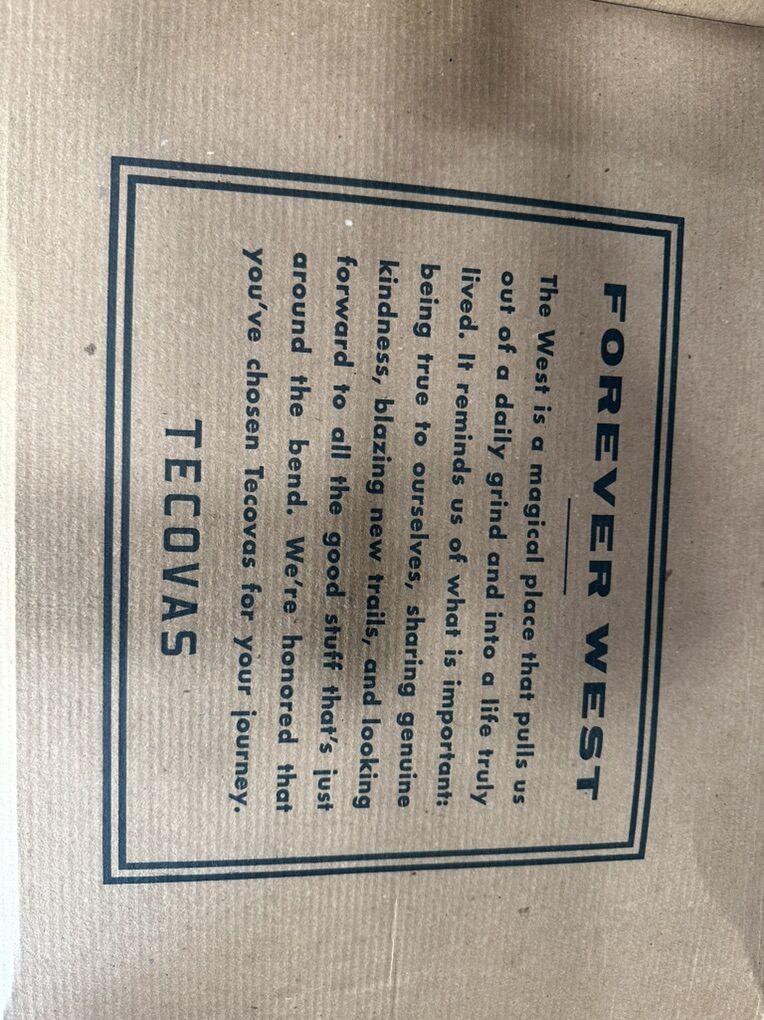 FOREVER WEST
The West is a magical place that pulls us
out of a daily grind and into a life truly
lived. It reminds us of what is important:
being true to ourselves, sharing genuine
kindness, blazing new trails, and looking
forward to all the good stuff that's just
around the bend. We're honored that
you've chosen Tecovas for your journey.
TECOVAS